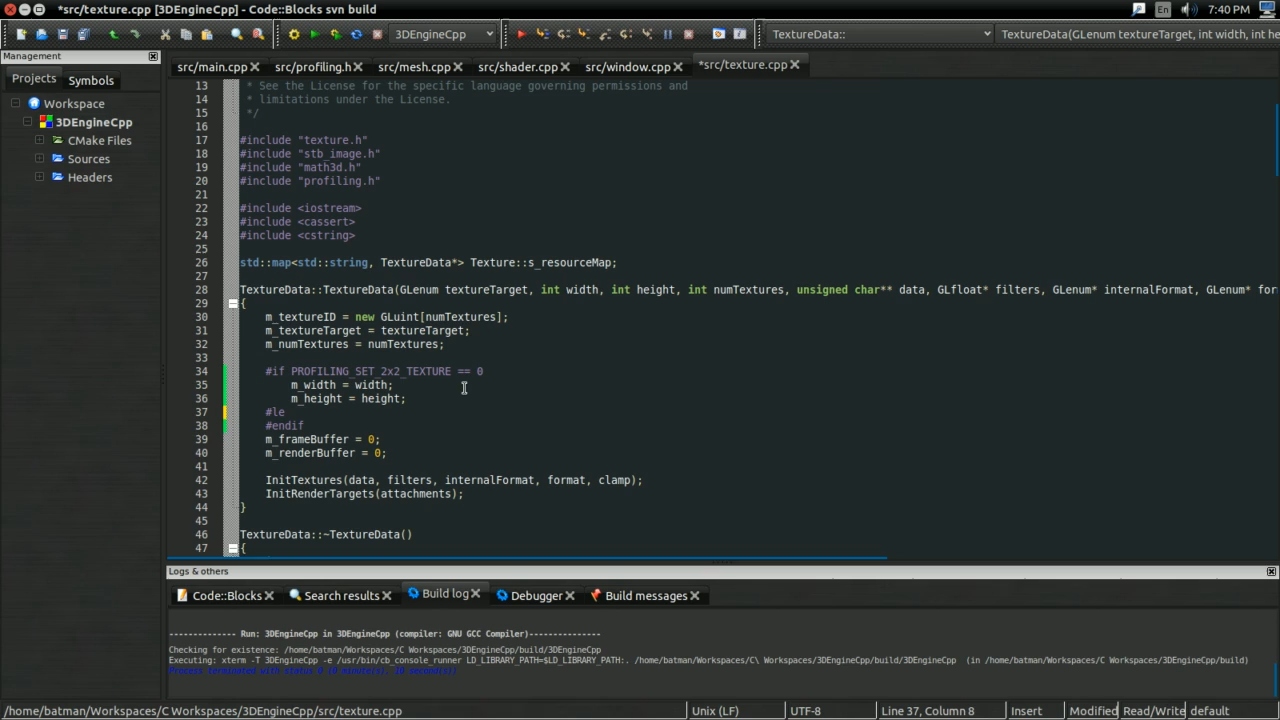 *src/texture.cpp [3DEngineCpp] - Code::Blocks svn build
En
7:40 PM
3DEngineCpp
TextureData::
TextureData(GLenum textureTarget, int width, int he
Management
Projects
Symbols
Workspace
3DEngineCpp
CMake Files
Sources
Headers
src/main.cpp
src/profiling.h
src/mesh.cpp
src/shader.cpp
src/window.cpp
*src/texture.cpp
13 * See the License for the specific language governing permissions and
14 * limitations under the License.
15 */
16
17 #include "texture.h"
18 #include "stb_image.h"
19 #include "math3d.h"
20 #include "profiling.h"
21
22 #include <iostream>
23 #include <cassert>
24 #include <cstring>
25
26 std::map<std::string, TextureData*> Texture::s_resourceMap;
27
28 TextureData::TextureData(GLenum textureTarget, int width, int height, int numTextures, unsigned char** data, GLfloat* filters, GLenum* internalFormat, GLenum* for
29 {
30 m_textureID = new GLuint[numTextures];
31 m_textureTarget = textureTarget;
32 m_numTextures = numTextures;
33
34 #if PROFILING_SET_2x2_TEXTURE == 0
35 m_width = width;
36 m_height = height;
37 #le
38 #endif
39 m_frameBuffer = 0;
40 m_renderBuffer = 0;
41
42 InitTextures(data, filters, internalFormat, format, clamp);
43 InitRenderTargets(attachments);
44 }
45
46 TextureData::~TextureData()
47 {
Logs & others
Code::Blocks
Search results
Build log
Debugger
Build messages
-------------- Run: 3DEngineCpp in 3DEngineCpp (compiler: GNU GCC Compiler)---------------
Checking for existence: /home/batman/Workspaces/C Workspaces/3DEngineCpp/build/3DEngineCpp
Executing: xterm -T 3DEngineCpp -e /usr/bin/cb_console_runner LD_LIBRARY_PATH=$LD_LIBRARY_PATH:. /home/batman/Workspaces/C\ Workspaces/3DEngineCpp/build/3DEngineCpp (in /home/batman/Workspaces/C Workspaces/3DEngineCpp/build)
Process terminated with status 0 (0 minute(s), 10 second(s))
/home/batman/Workspaces/C Workspaces/3DEngineCpp/src/texture.cpp
Unix (LF)
UTF-8
Line 37, Column 8
Insert
Modified
Read/Write
default